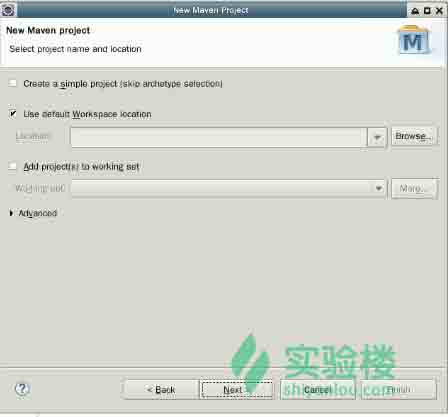 New Maven Project
New Maven project
Select project name and location
M
Create a simple project (skip archetype selection)
Use default Workspace location
Location:
Browse...
Add project(s) to working set
Working set:
More...
Advanced
实验楼
shiyanlou.com
?
< Back
Next >
Cancel
Finish